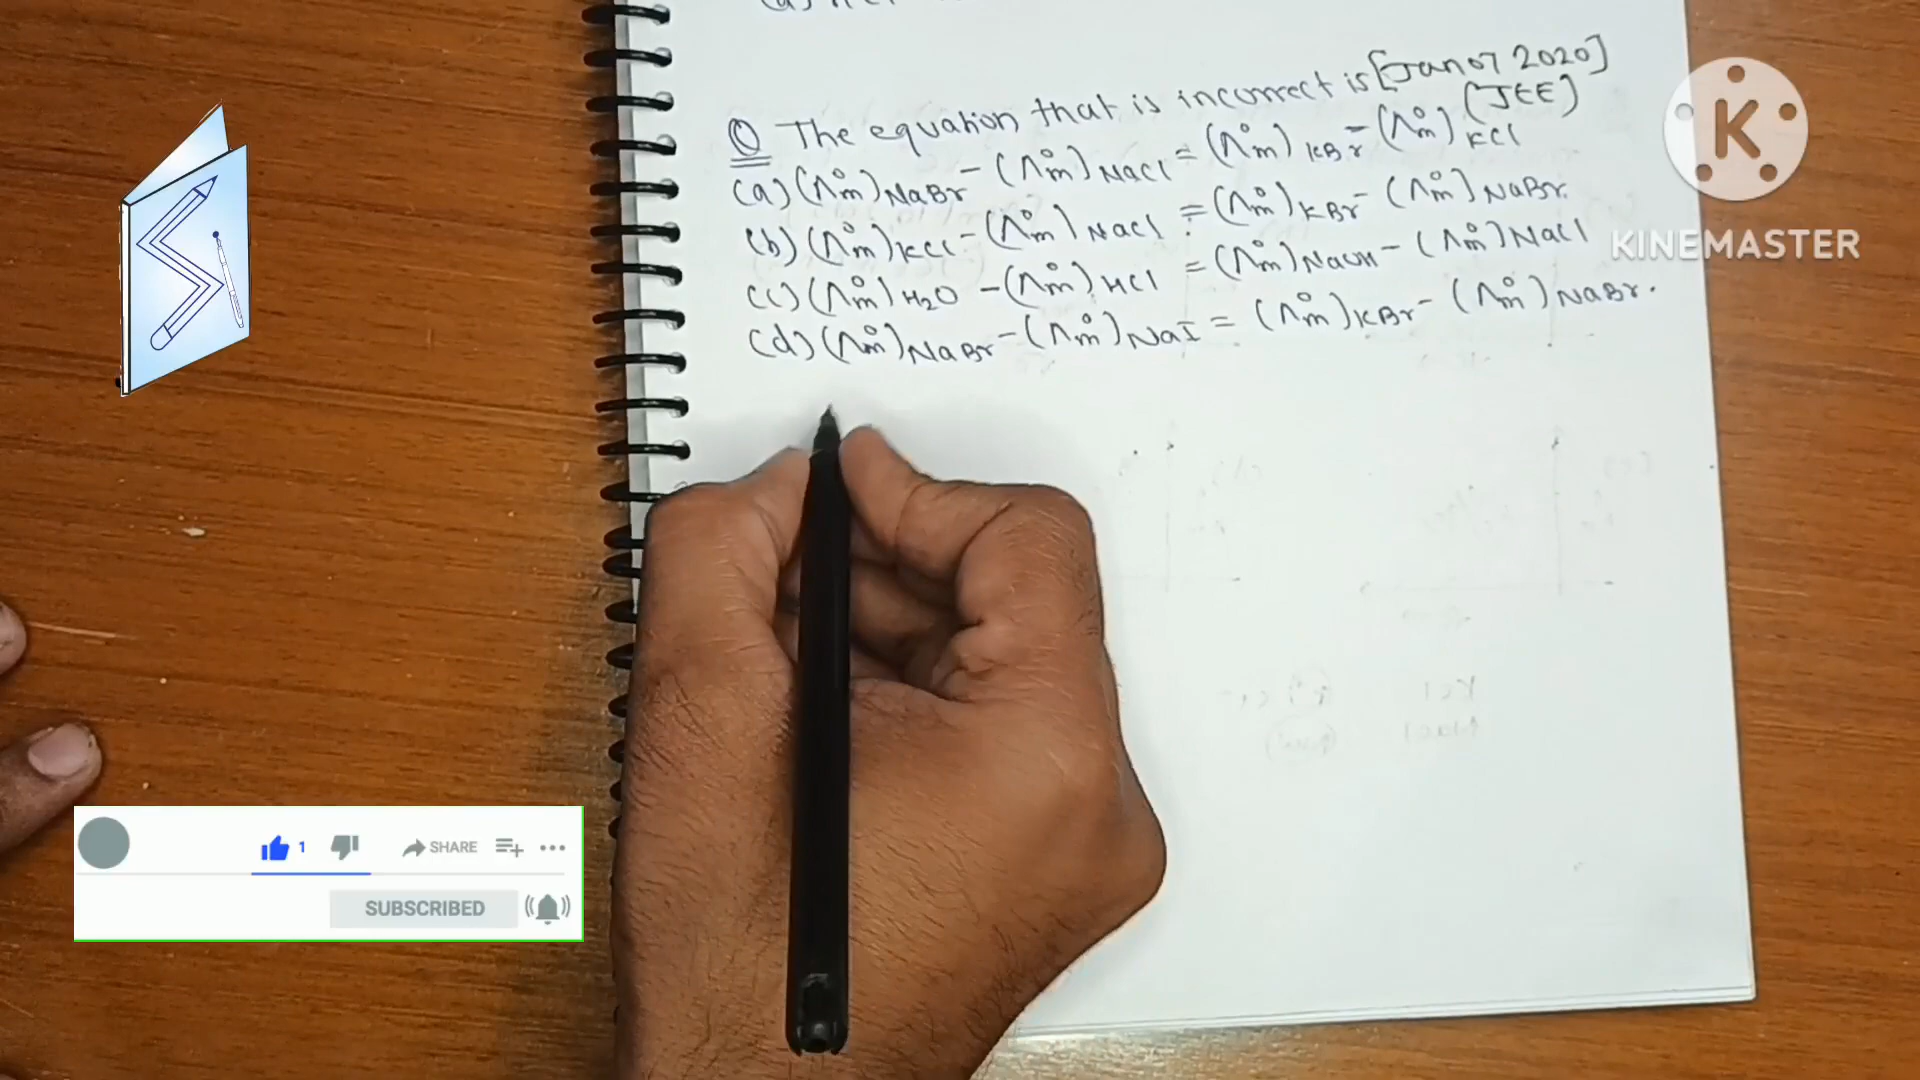 Q The equation that is incorrect is [Jan 07 2020]
(JEE)
(a) (Λ°m)NaBr - (Λ°m)NaCl = (Λ°m)KBr - (Λ°m)KCl
(b) (Λ°m)KCl - (Λ°m)NaCl = (Λ°m)KBr - (Λ°m)NaBr.
(c) (Λ°m)H2O - (Λ°m)HCl = (Λ°m)NaOH - (Λ°m)NaCl
(d) (Λ°m)NaBr - (Λ°m)NaI = (Λ°m)KBr - (Λ°m)NaBr.
K
KINEMASTER
1 SHARE
SUBSCRIBED